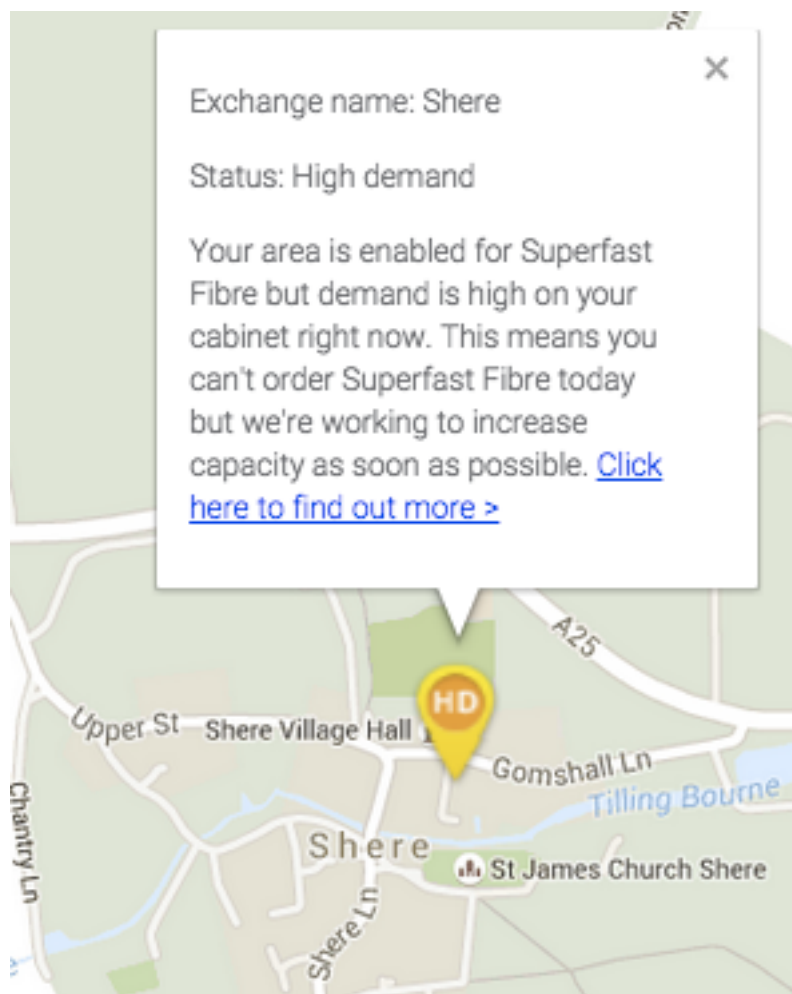 ×
Exchange name: Shere
Status: High demand
Your area is enabled for Superfast
Fibre but demand is high on your
cabinet right now. This means you
can't order Superfast Fibre today
but we're working to increase
capacity as soon as possible. Click
here to find out more >
A25
HD
Upper St
Shere Village Hall
Gomshall Ln
Tilling Bourne
Chantry Ln
Shere
St James Church Shere
Shere Ln